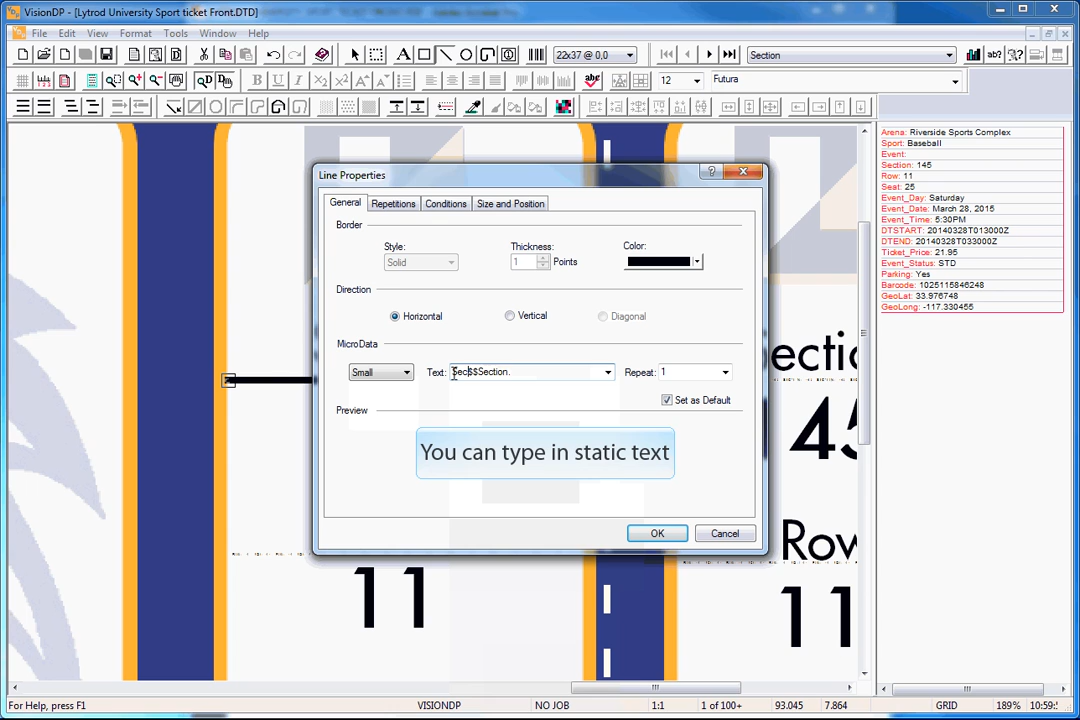 VisionDP - [Lytrod University Sport ticket Front.DTD]
File Edit View Format Tools Window Help
22x37 @ 0,0
Section
B I U
12
Futura
Arena: Riverside Sports Complex
Sport: Baseball
Event:
Section: 145
Row: 11
Seat: 25
Event_Day: Saturday
Event_Date: March 28, 2015
Event_Time: 5:30PM
DTSTART: 20140328T013000Z
DTEND: 20140328T033000Z
Ticket_Price: 21.95
Event_Status: STD
Parking: Yes
Barcode: 1025115846248
GeoLat: 33.976748
GeoLong: -117.330455
Line Properties
General Repetitions Conditions Size and Position
Border
Style:
Solid
Thickness:
1 Points
Color:
Direction
Horizontal Vertical Diagonal
MicroData
Small Text: Sec$$Section. Repeat: 1
Set as Default
Preview
You can type in static text
OK Cancel
ectio
45
Row
11
11
For Help, press F1 VISIONDP NO JOB 1:1 1 of 100+ 93.045 7.864 GRID 189% 10:59: